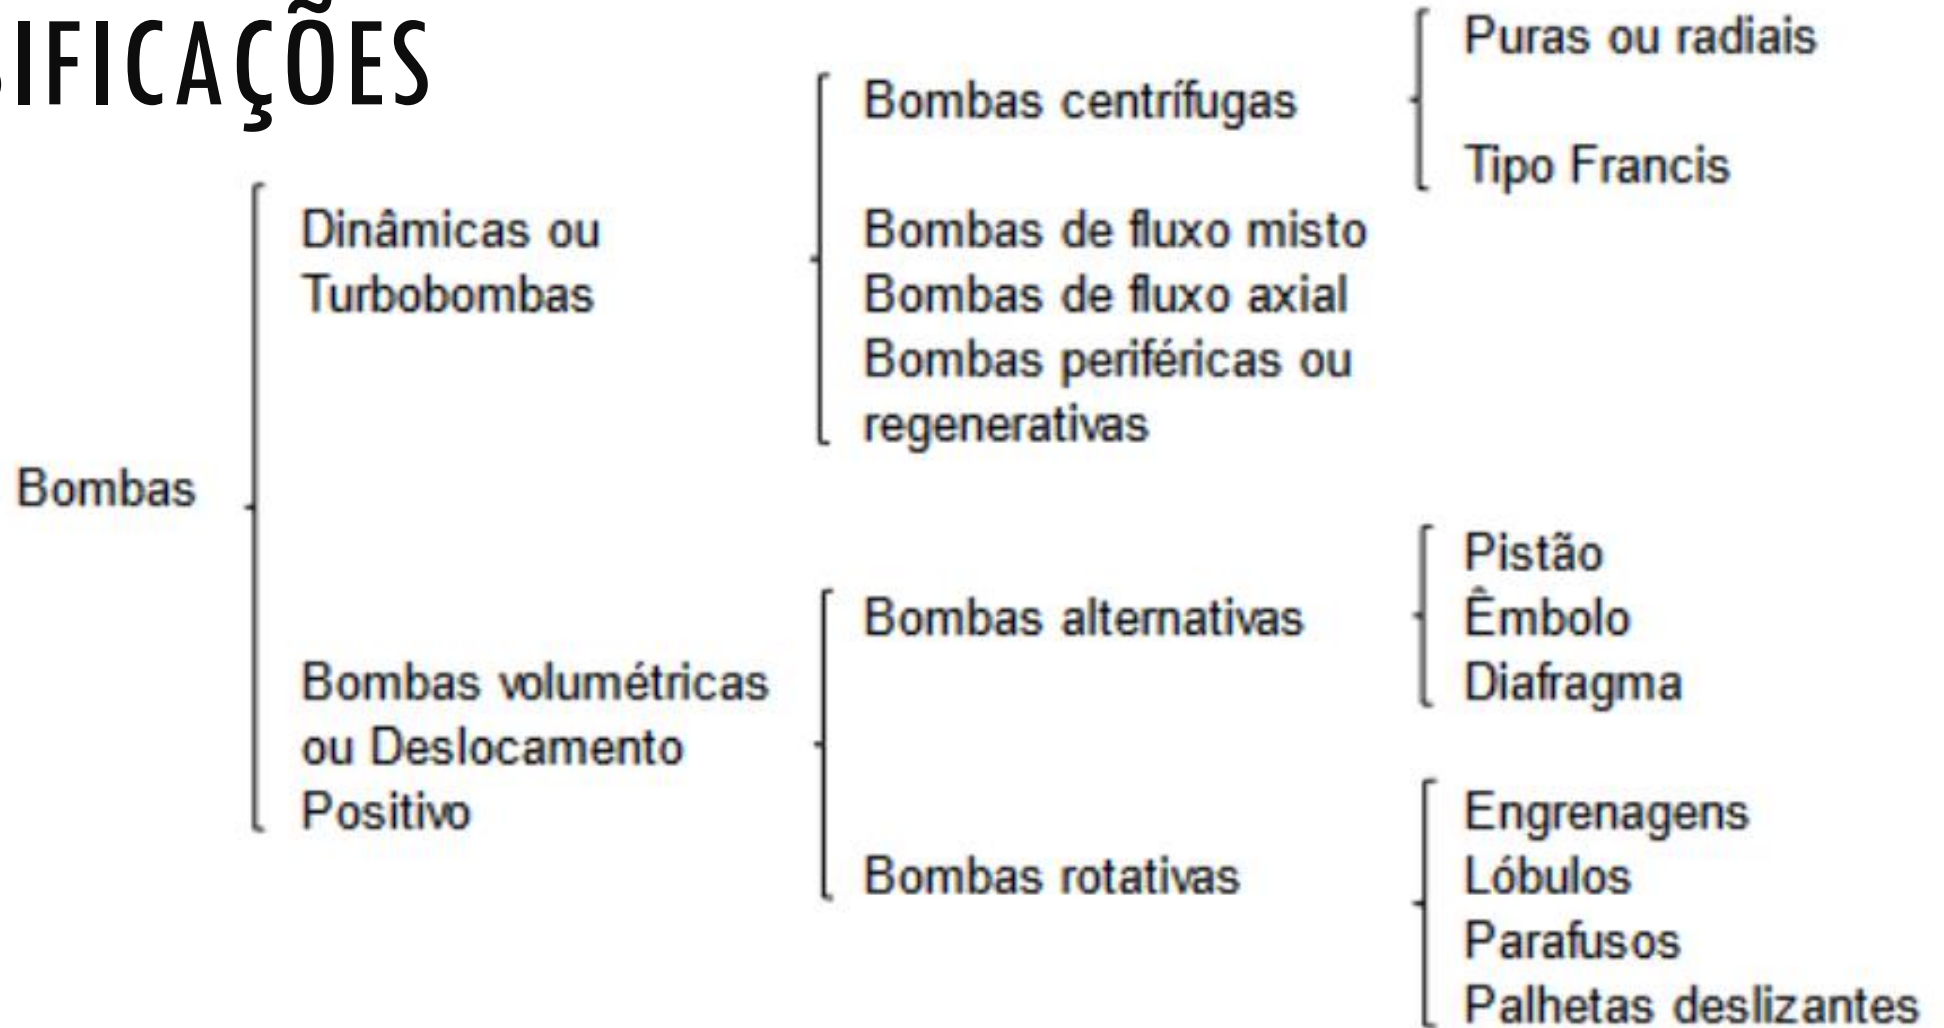 IFICAÇÕES
Puras ou radiais
Bombas centrífugas
Tipo Francis
Dinâmicas ou
Turbobombas
Bombas de fluxo misto
Bombas de fluxo axial
Bombas periféricas ou
regenerativas
Bombas
Pistão
Bombas alternativas
Êmbolo
Diafragma
Bombas volumétricas
ou Deslocamento
Positivo
Engrenagens
Bombas rotativas
Lóbulos
Parafusos
Palhetas deslizantes